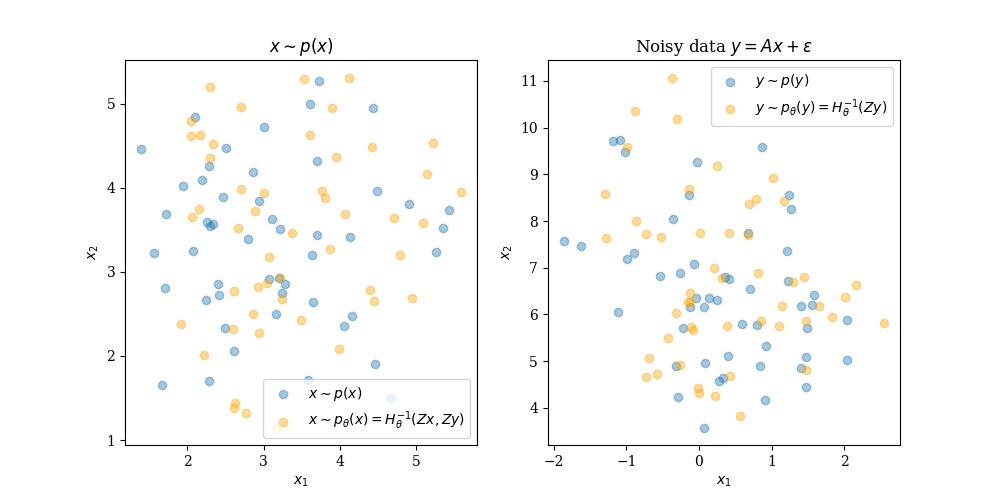 x ∼ p(x)
5
4
3
2
1
x₂
2
3
4
5
x₁
x ∼ p(x)
x ∼ p_θ(x) = H_θ^{-1}(Zx, Zy)
Noisy data y = Ax + ε
11
10
9
8
7
6
5
4
x₂
−2
−1
0
1
2
x₁
y ∼ p(y)
y ∼ p_θ(y) = H_θ^{-1}(Zy)